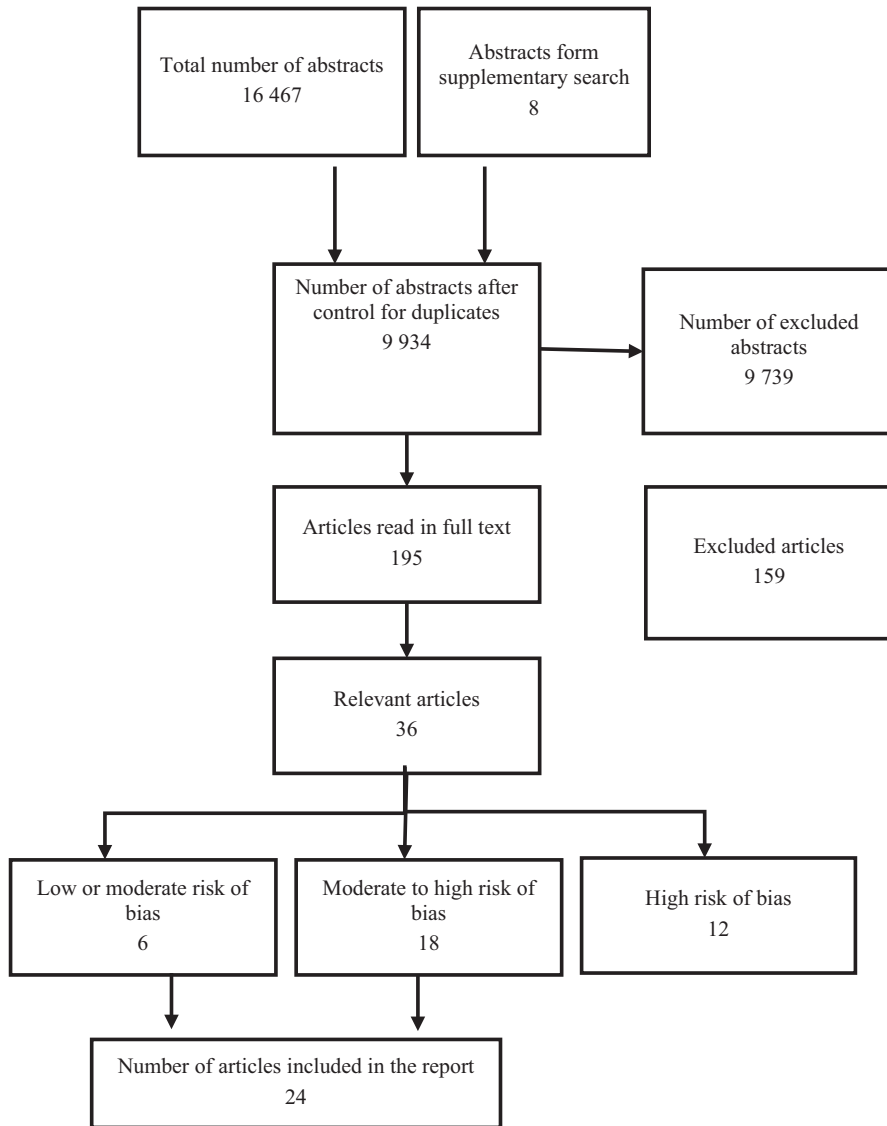 Total number of abstracts
16 467
Abstracts form
supplementary search
8
Number of abstracts after
control for duplicates
9 934
Number of excluded
abstracts
9 739
Articles read in full text
195
Excluded articles
159
Relevant articles
36
Low or moderate risk of
bias
6
Moderate to high risk of
bias
18
High risk of bias
12
Number of articles included in the report
24